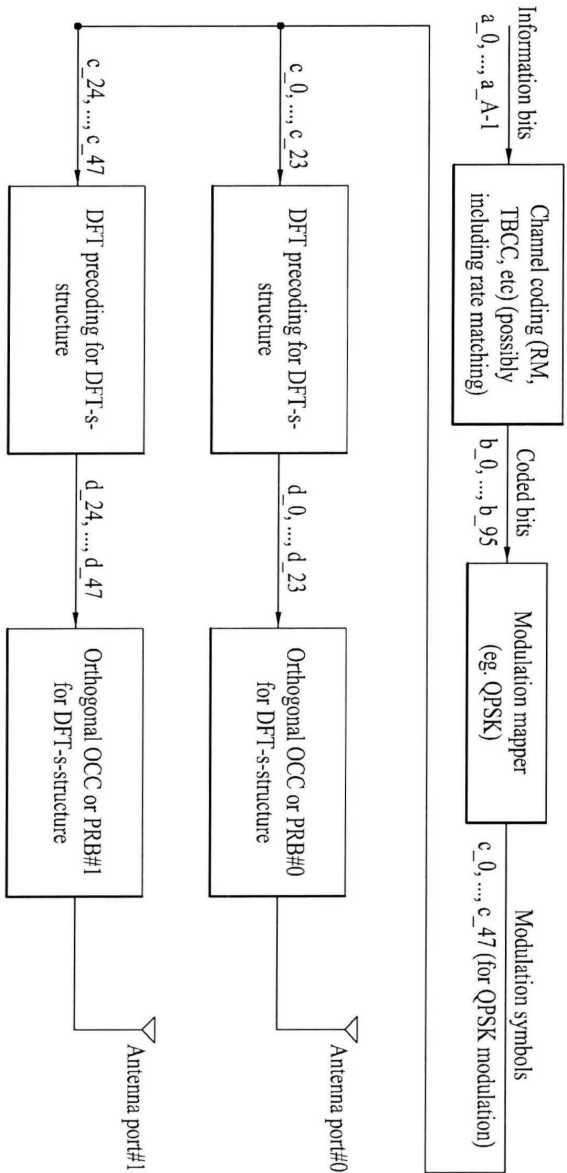 Information bits
a_0, ..., a_A-1
Channel coding (RM,
TBCC, etc) (possibly
including rate matching)
Coded bits
b_0, ..., b_95
Modulation mapper
(eg. QPSK)
Modulation symbols
c_0, ..., c_47 (for QPSK modulation)
c_0, ..., c_23
DFT precoding for DFT-s-
structure
d_0, ..., d_23
Orthogonal OCC or PRB#0
for DFT-s-structure
Antenna port#0
c_24, ..., c_47
DFT precoding for DFT-s-
structure
d_24, ..., d_47
Orthogonal OCC or PRB#1
for DFT-s-structure
Antenna port#1